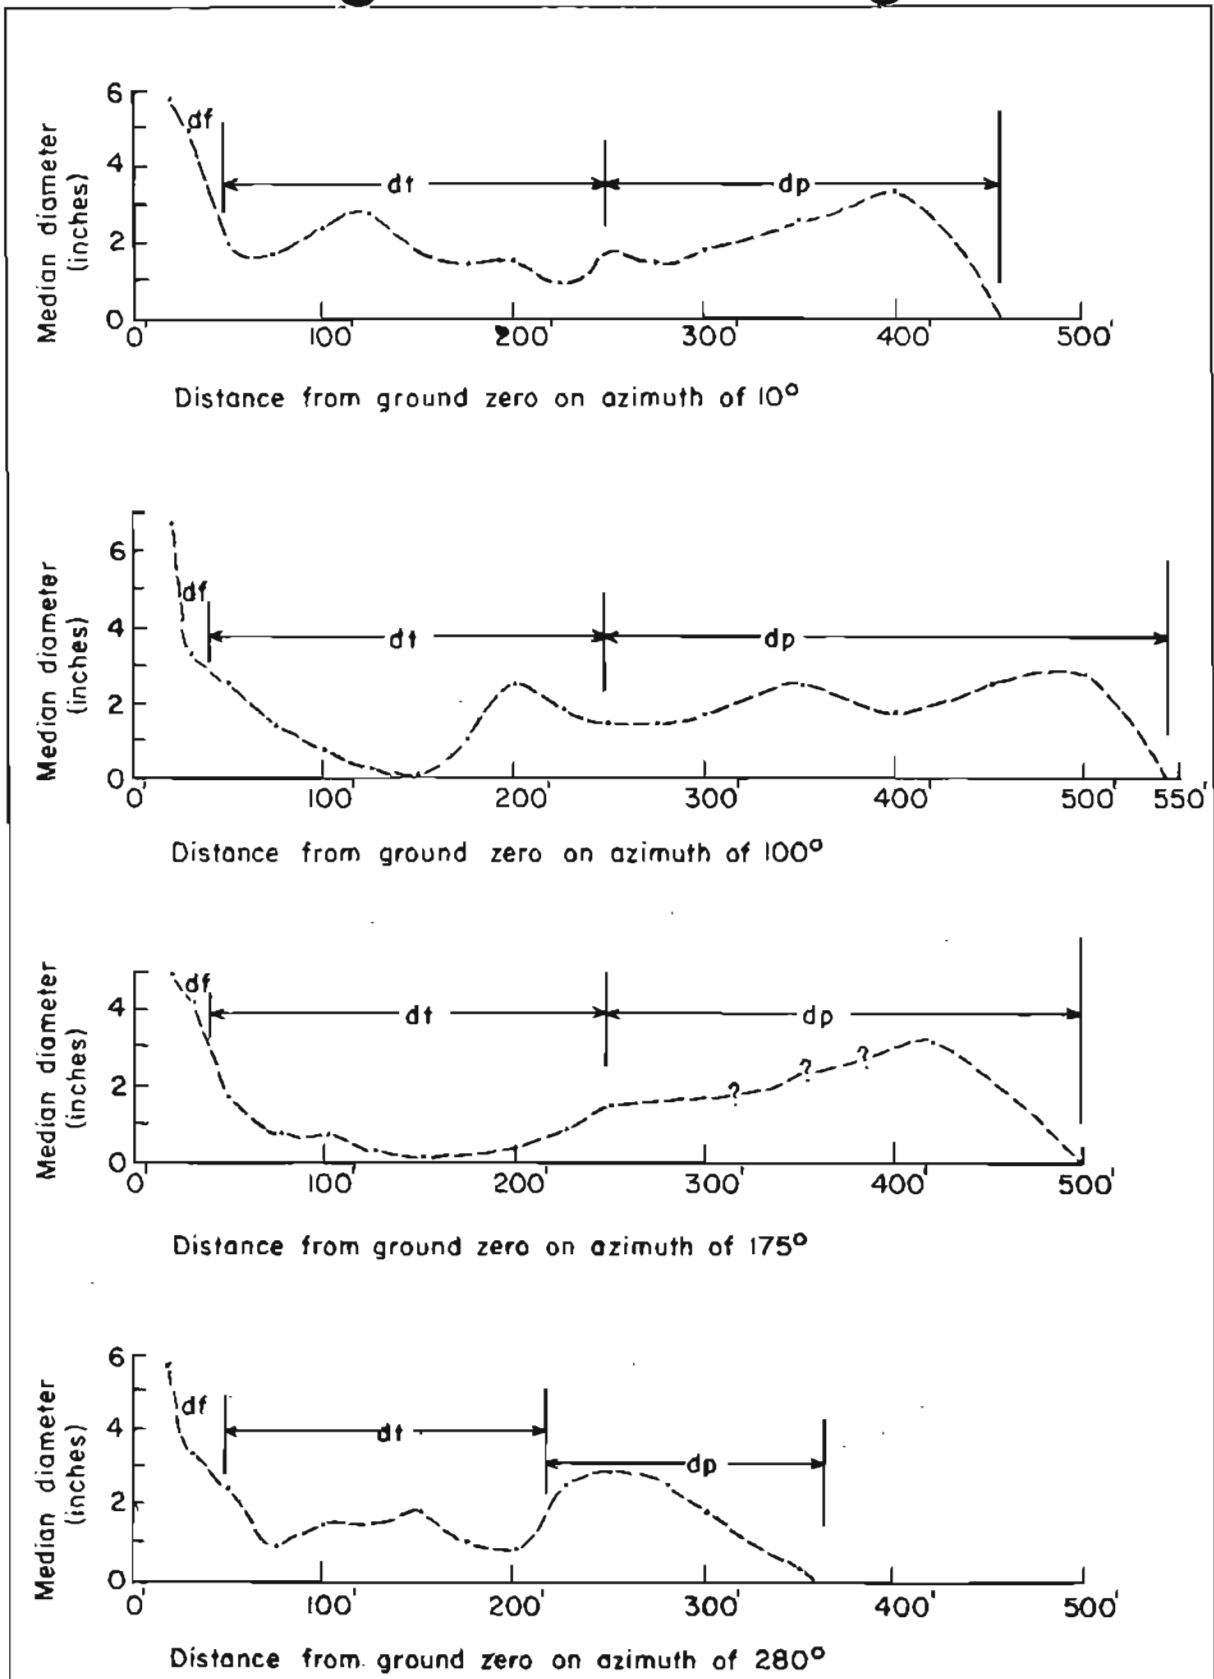 6
4
2
0
Median diameter
(inches)
df
dt
dp
0' 100' 200' 300' 400' 500'
Distance from ground zero on azimuth of 10°
6
4
2
0
Median diameter
(inches)
df
dt
dp
0' 100' 200' 300' 400' 500' 550'
Distance from ground zero on azimuth of 100°
4
2
0
Median diameter
(inches)
df
dt
dp
? ? ?
0' 100' 200' 300' 400' 500'
Distance from ground zero on azimuth of 175°
6
4
2
0
Median diameter
(inches)
df
dt
dp
0' 100' 200' 300' 400' 500'
Distance from ground zero on azimuth of 280°